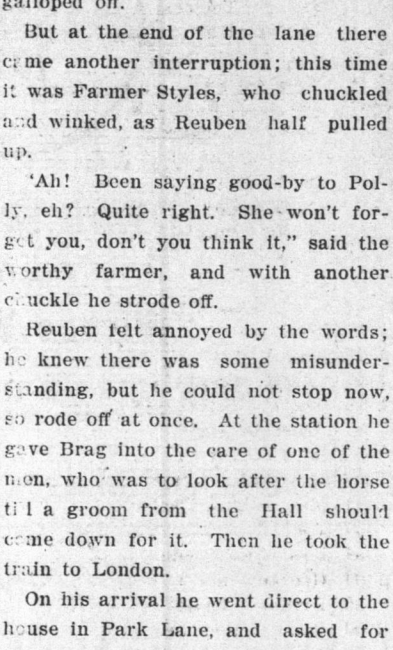 galloped off.
But at the end of the lane there
came another interruption; this time
it was Farmer Styles, who chuckled
and winked, as Reuben half pulled
up.
'Ah! Been saying good-by to Pol-
ly, eh? Quite right. She won't for-
get you, don't you think it," said the
worthy farmer, and with another
chuckle he strode off.
Reuben felt annoyed by the words;
he knew there was some misunder-
standing, but he could not stop now,
so rode off at once. At the station he
gave Brag into the care of one of the
men, who was to look after the horse
till a groom from the Hall should
come down for it. Then he took the
train to London.
On his arrival he went direct to the
house in Park Lane, and asked for